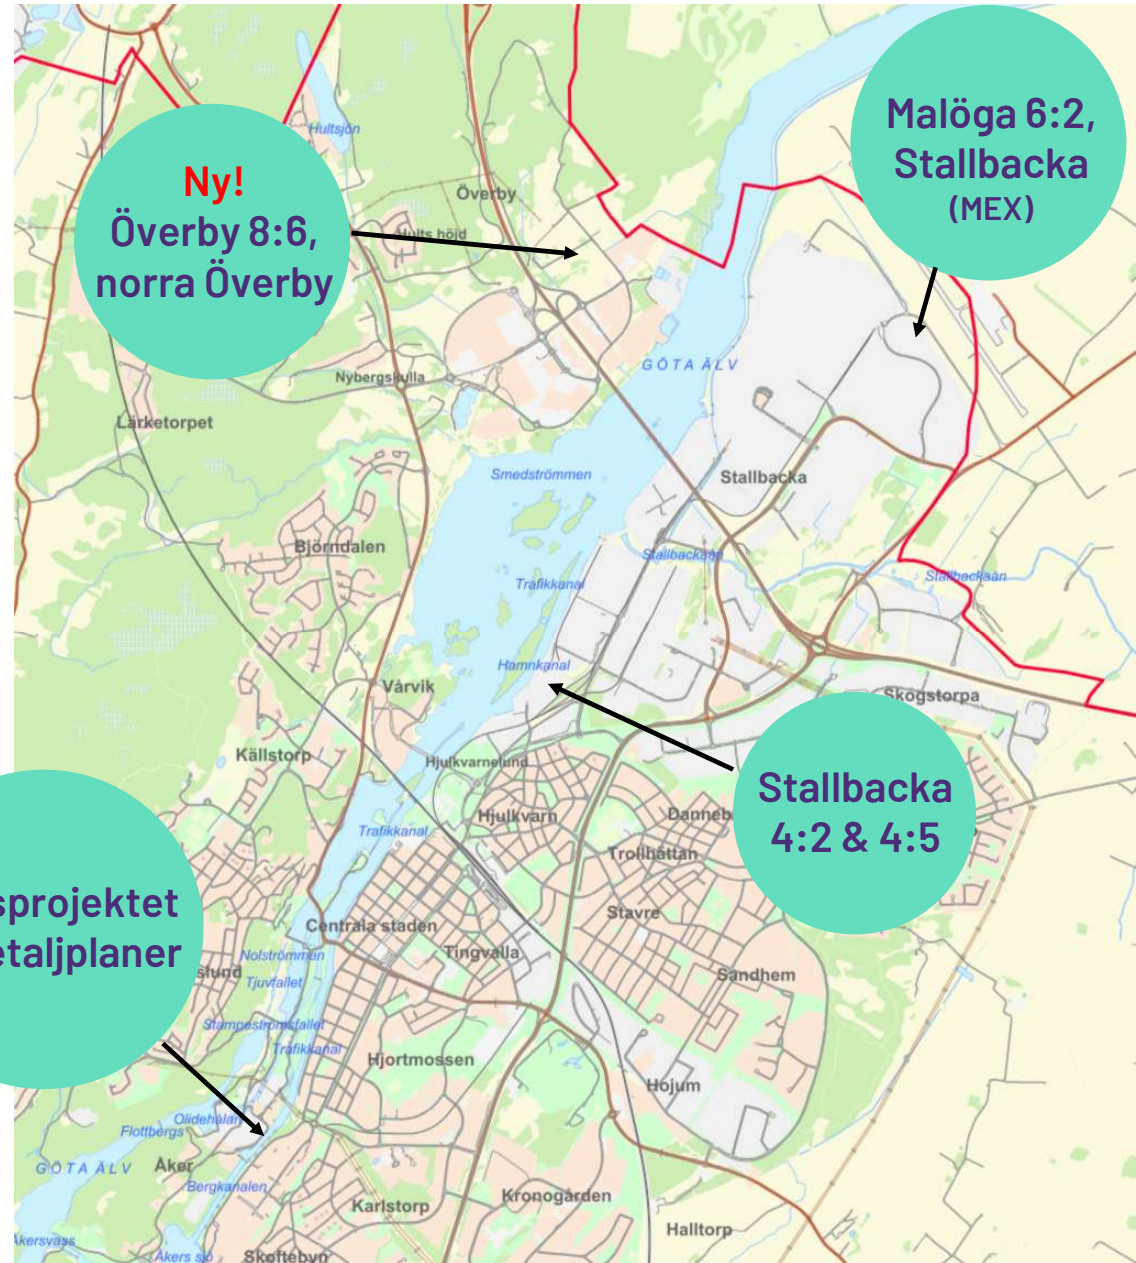 Malöga 6:2,
Stallbacka
(MEX)
Hultsjön
Ny!
Överby 8:6,
norra Överby
Överby
Hults höjd
GÖTA ÄLV
Nybergskulla
Lärketorpet
Smedströmmen
Stallbacka
Björndalen
Stallbackaån
Trafikkanal
Stallbackaån
Hamnkanal
Vårvik
Skogstorpa
Källstorp
Hjulkvarnelund
Stallbacka
4:2 & 4:5
Hjulkvarn
Danneb
Trafikkanal
Trollhättan
sprojektet
etaljplaner
Stavre
Centrala staden
Tingvalla
Nolströmmen
slund
Tjuvfallet
Sandhem
Stampeströmsfallet
Trafikkanal
Hjortmossen
Hojum
Olidehålan
Flottbergs
GÖTA ÄLV
Åker
Bergkanalen
Karlstorp
Kronogården
Halltorp
Åkersvass
Åkers sjö
Skoftebyn